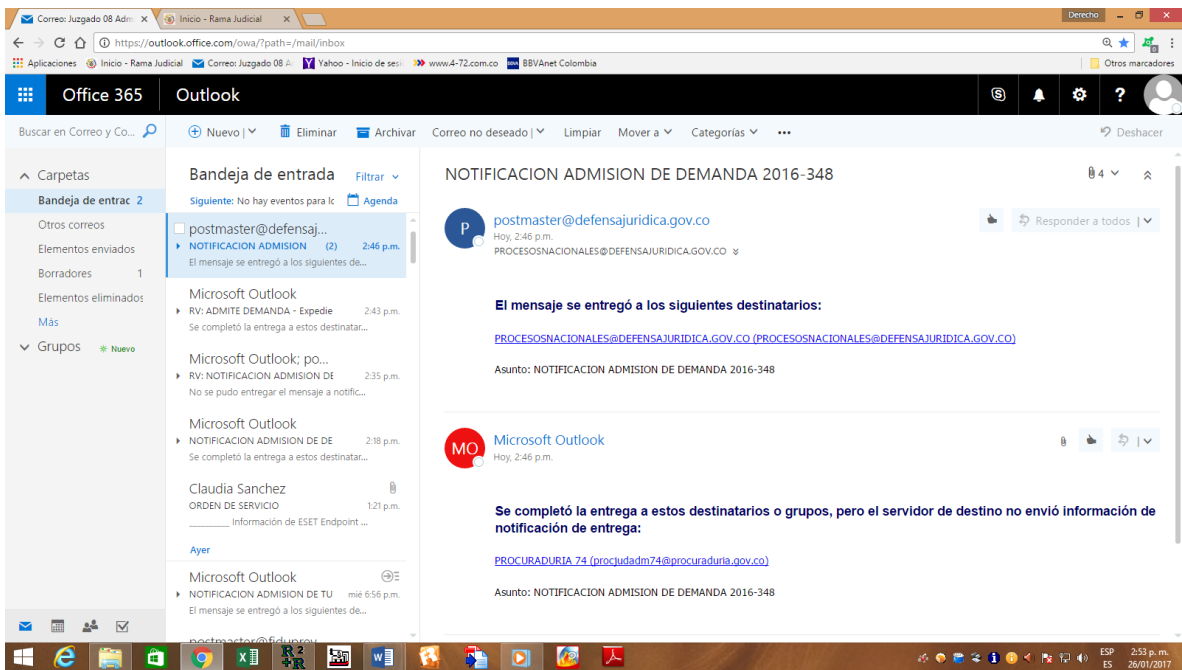 Correo: Juzgado 08 Adm
Inicio - Rama Judicial
Derecho
https://outlook.office.com/owa/?path=/mail/inbox
Aplicaciones
Inicio - Rama Judicial
Correo: Juzgado 08 A
Yahoo - Inicio de sesi
www.4-72.com.co
BBVA
BBVAnet Colombia
Otros marcadores
Office 365
Outlook
Buscar en Correo y Co...
Nuevo
Eliminar
Archivar
Correo no deseado
Limpiar
Mover a
Categorías
Deshacer
Carpetas
Bandeja de entrac 2
Otros correos
Elementos enviados
Borradores 1
Elementos eliminados
Más
Grupos
Nuevo
Bandeja de entrada
Filtrar
Siguiente: No hay eventos para lc
Agenda
postmaster@defensaj...
NOTIFICACION ADMISION (2) 2:46 p.m.
El mensaje se entregó a los siguientes de...
Microsoft Outlook
RV: ADMITE DEMANDA - Expedie 2:43 p.m.
Se completó la entrega a estos destinatar...
Microsoft Outlook; po...
RV: NOTIFICACION ADMISION DE 2:35 p.m.
No se pudo entregar el mensaje a notific...
Microsoft Outlook
NOTIFICACION ADMISION DE DE 2:18 p.m.
Se completó la entrega a estos destinatar...
Claudia Sanchez
ORDEN DE SERVICIO 1:21 p.m.
_________ Información de ESET Endpoint ...
Ayer
Microsoft Outlook
NOTIFICACION ADMISION DE TU mié 6:56 p.m.
El mensaje se entregó a los siguientes de...
postmaster@fiduprev
NOTIFICACION ADMISION DE DEMANDA 2016-348
4
P
postmaster@defensajuridica.gov.co
Hoy, 2:46 p.m.
PROCESOSNACIONALES@DEFENSAJURIDICA.GOV.CO
Responder a todos
El mensaje se entregó a los siguientes destinatarios:
PROCESOSNACIONALES@DEFENSAJURIDICA.GOV.CO (PROCESOSNACIONALES@DEFENSAJURIDICA.GOV.CO)
Asunto: NOTIFICACION ADMISION DE DEMANDA 2016-348
MO
Microsoft Outlook
Hoy, 2:46 p.m.
Se completó la entrega a estos destinatarios o grupos, pero el servidor de destino no envió información de
notificación de entrega:
PROCURADURIA 74 (procjudadm74@procuraduria.gov.co)
Asunto: NOTIFICACION ADMISION DE DEMANDA 2016-348
ESP
ES
2:53 p. m.
26/01/2017